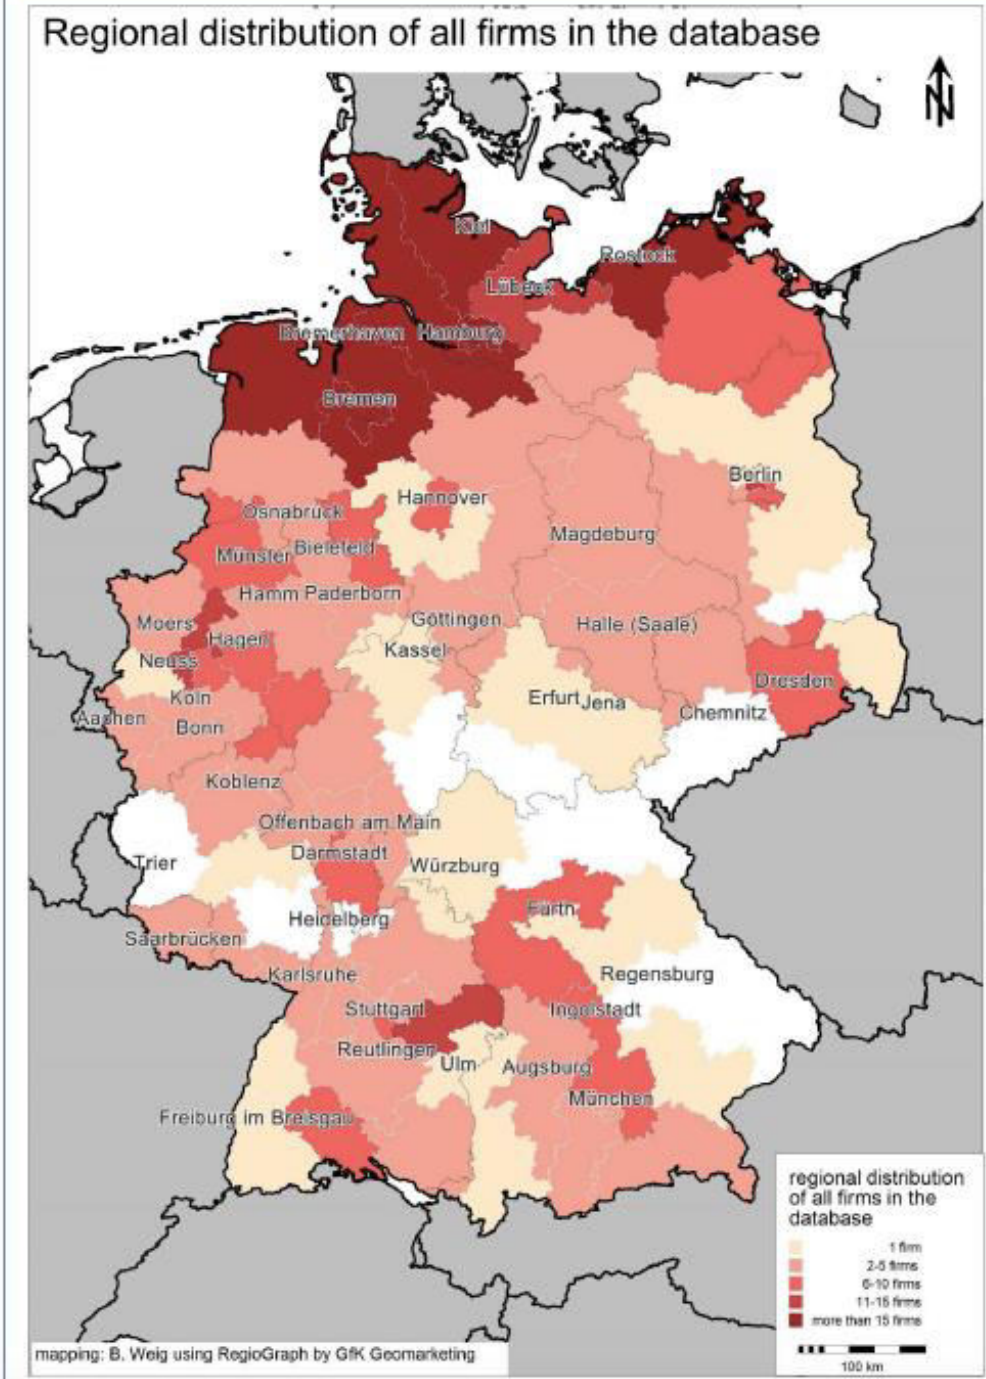 Regional distribution of all firms in the database
N
Kiel
Rostock
Lübeck
Bremerhaven Hamburg
Bremen
Berlin
Hannover
Osnabrück
Magdeburg
Münster Bielefeld
Hamm Paderborn
Göttingen
Moers
Halle (Saale)
Hagen
Kassel
Neuss
Dresden
Köln
Erfurt Jena
Chemnitz
Aachen
Bonn
Koblenz
Offenbach am Main
Darmstadt
Trier
Würzburg
Fürth
Heidelberg
Saarbrücken
Karlsruhe
Regensburg
Stuttgart
Ingolstadt
Reutlingen
Ulm
Augsburg
München
Freiburg im Breisgau
regional distribution
of all firms in the
database
1 firm
2-5 firms
6-10 firms
11-15 firms
more than 15 firms
100 km
mapping: B. Weig using RegioGraph by GfK Geomarketing